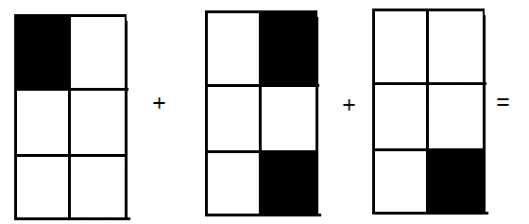 + + =